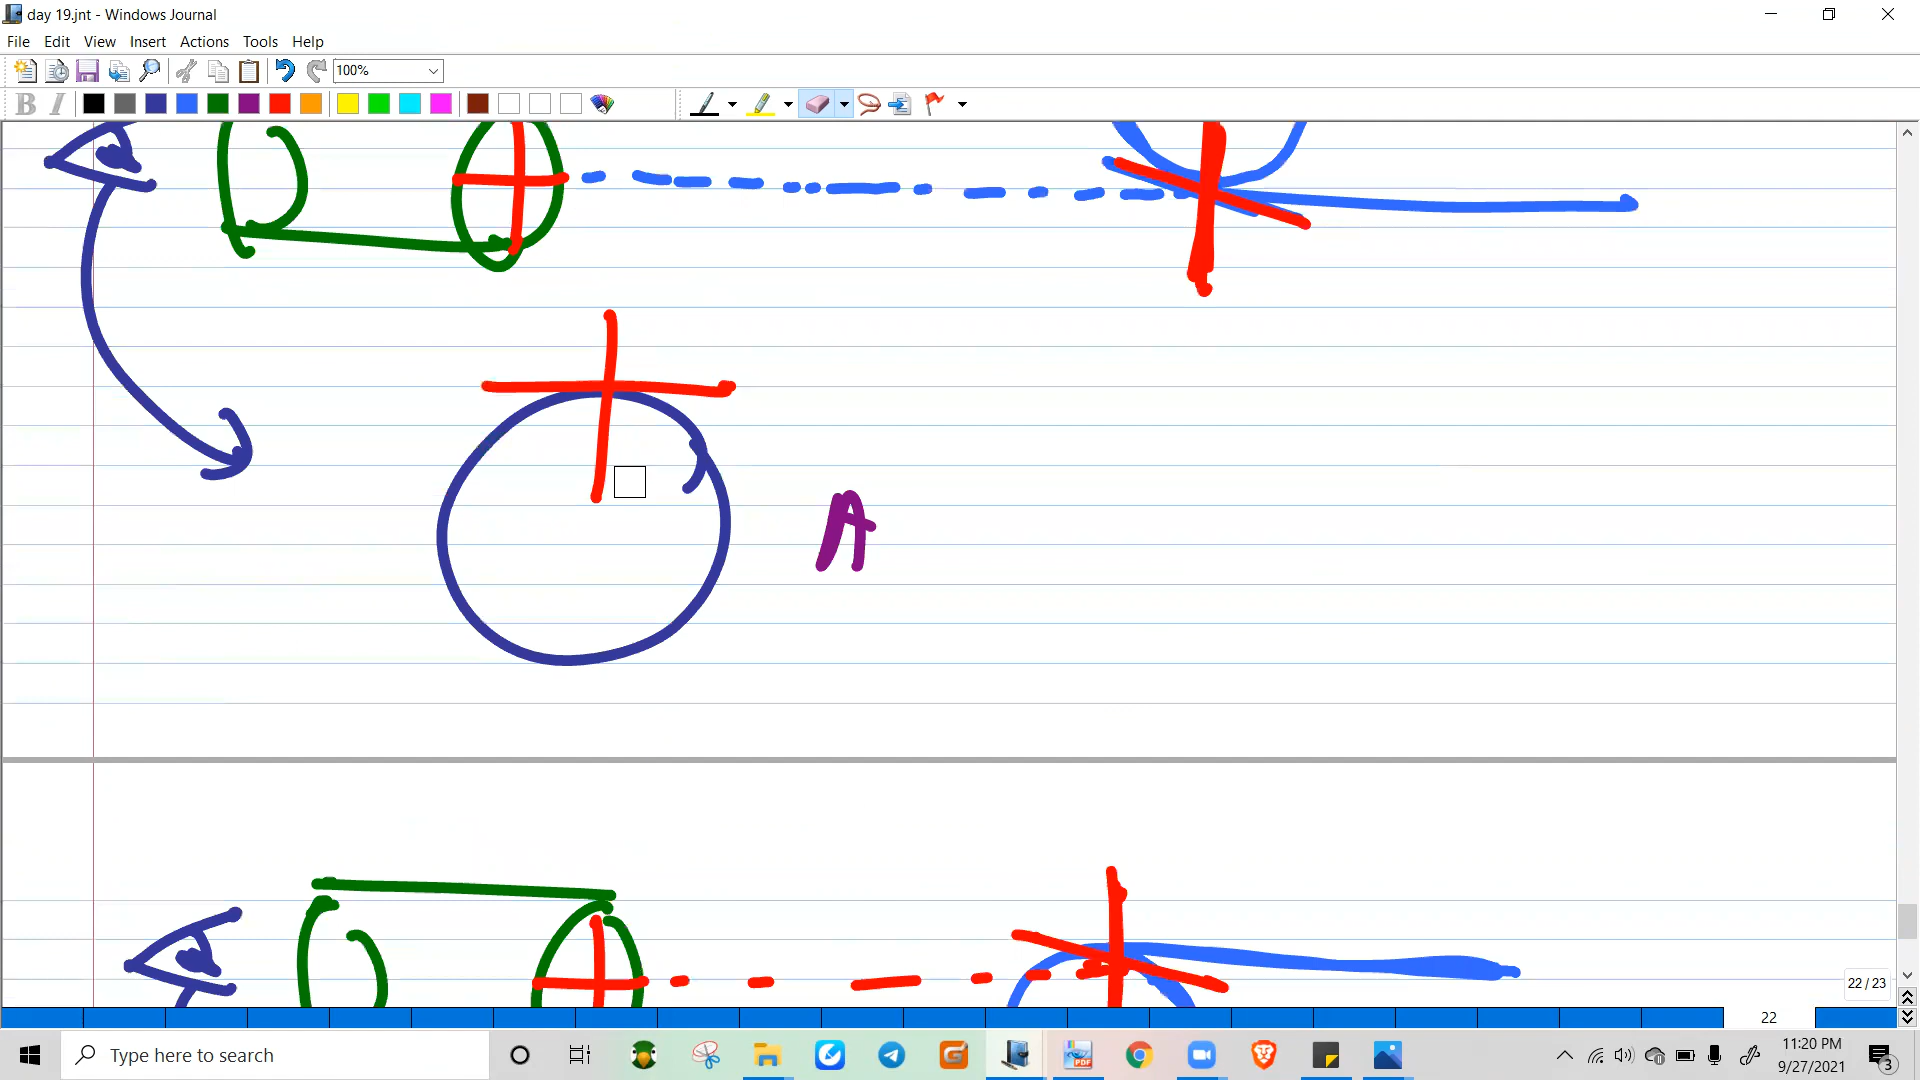 day 19.jnt - Windows Journal
File Edit View Insert Actions Tools Help
100%
B I
A
22 / 23
22
Type here to search
11:20 PM
9/27/2021
3